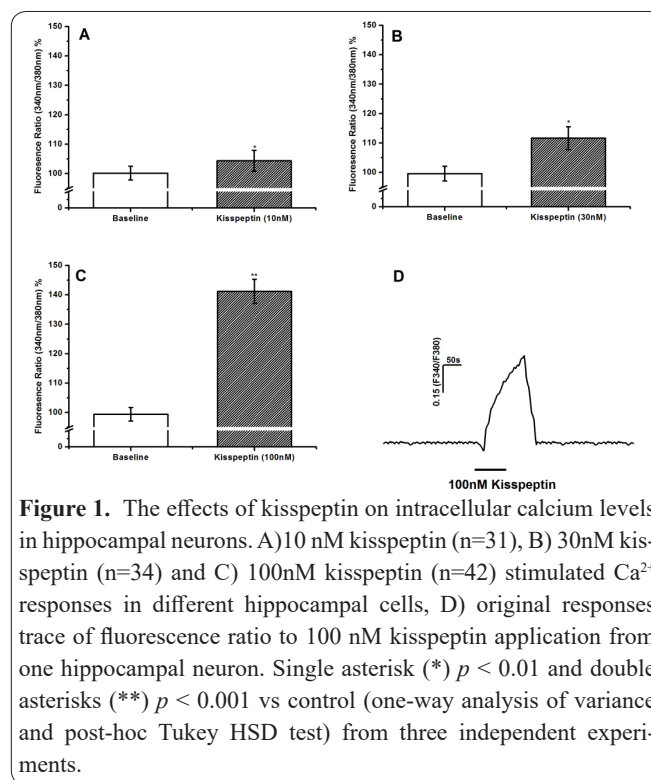 A
Fluoresence Ratio (340nm/380nm) %
150
140
130
120
110
100
0
*
Baseline
Kisspeptin (10nM)
B
Fluoresence Ratio (340nm/380nm) %
150
140
130
120
110
100
0
*
Baseline
Kisspeptin (30nM)
C
Fluoresence Ratio (340nm/380nm) %
150
140
130
120
110
100
0
**
Baseline
Kisspeptin (100nM)
D
50s
0.15 (F340/F380)
100nM Kisspeptin
Figure 1. The effects of kisspeptin on intracellular calcium levels
in hippocampal neurons. A)10 nM kisspeptin (n=31), B) 30nM kis-
speptin (n=34) and C) 100nM kisspeptin (n=42) stimulated Ca²⁺
responses in different hippocampal cells, D) original responses
trace of fluorescence ratio to 100 nM kisspeptin application from
one hippocampal neuron. Single asterisk (*) p < 0.01 and double
asterisks (**) p < 0.001 vs control (one-way analysis of variance
and post-hoc Tukey HSD test) from three independent experi-
ments.